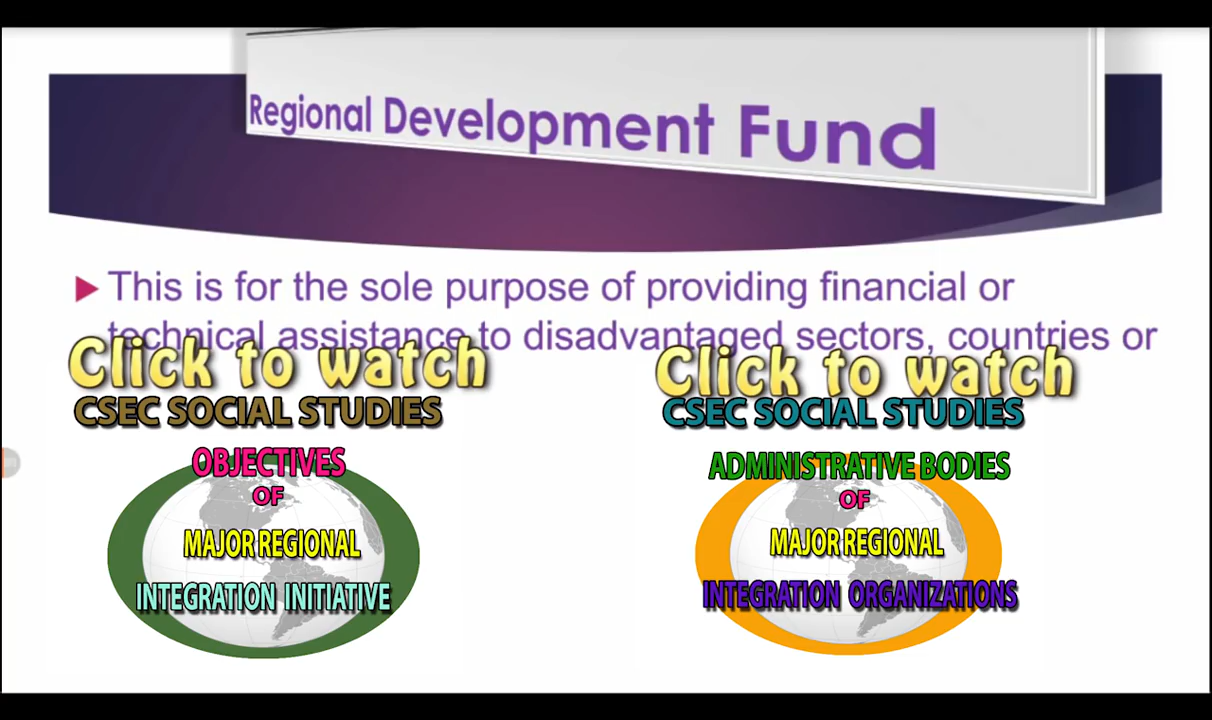 Regional Development Fund
This is for the sole purpose of providing financial or
technical assistance to disadvantaged sectors, countries or
Click to watch
CSEC SOCIAL STUDIES
OBJECTIVES
OF
MAJOR REGIONAL
INTEGRATION INITIATIVE
Click to watch
CSEC SOCIAL STUDIES
ADMINISTRATIVE BODIES
OF
MAJOR REGIONAL
INTEGRATION ORGANIZATIONS